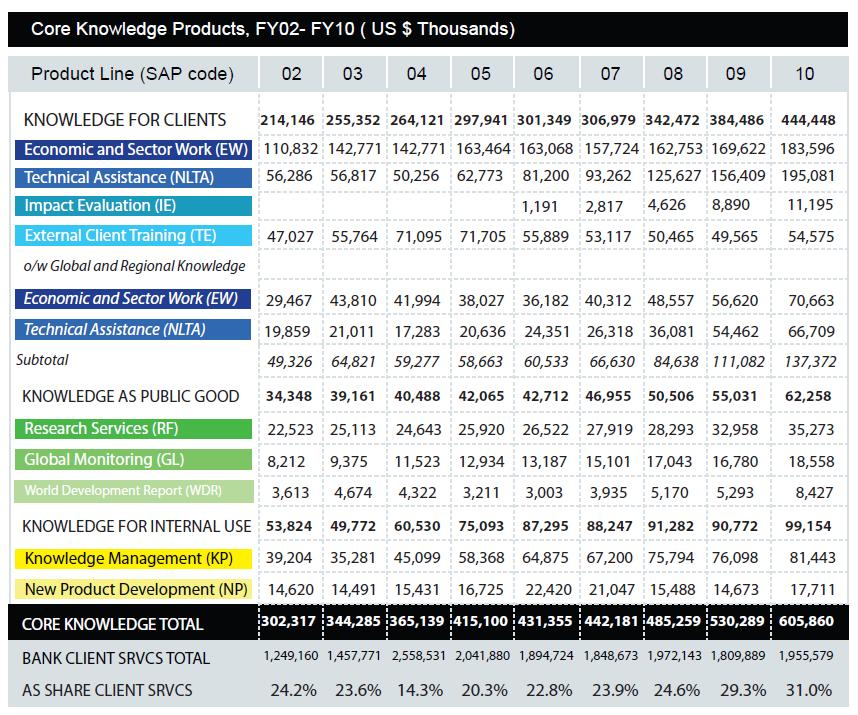 Core Knowledge Products, FY02- FY10 ( US $ Thousands)
Product Line (SAP code) 02 03 04 05 06 07 08 09 10
KNOWLEDGE FOR CLIENTS 214,146 255,352 264,121 297,941 301,349 306,979 342,472 384,486 444,448
Economic and Sector Work (EW) 110,832 142,771 142,771 163,464 163,068 157,724 162,753 169,622 183,596
Technical Assistance (NLTA) 56,286 56,817 50,256 62,773 81,200 93,262 125,627 156,409 195,081
Impact Evaluation (IE) 1,191 2,817 4,626 8,890 11,195
External Client Training (TE) 47,027 55,764 71,095 71,705 55,889 53,117 50,465 49,565 54,575
o/w Global and Regional Knowledge
Economic and Sector Work (EW) 29,467 43,810 41,994 38,027 36,182 40,312 48,557 56,620 70,663
Technical Assistance (NLTA) 19,859 21,011 17,283 20,636 24,351 26,318 36,081 54,462 66,709
Subtotal 49,326 64,821 59,277 58,663 60,533 66,630 84,638 111,082 137,372
KNOWLEDGE AS PUBLIC GOOD 34,348 39,161 40,488 42,065 42,712 46,955 50,506 55,031 62,258
Research Services (RF) 22,523 25,113 24,643 25,920 26,522 27,919 28,293 32,958 35,273
Global Monitoring (GL) 8,212 9,375 11,523 12,934 13,187 15,101 17,043 16,780 18,558
World Development Report (WDR) 3,613 4,674 4,322 3,211 3,003 3,935 5,170 5,293 8,427
KNOWLEDGE FOR INTERNAL USE 53,824 49,772 60,530 75,093 87,295 88,247 91,282 90,772 99,154
Knowledge Management (KP) 39,204 35,281 45,099 58,368 64,875 67,200 75,794 76,098 81,443
New Product Development (NP) 14,620 14,491 15,431 16,725 22,420 21,047 15,488 14,673 17,711
CORE KNOWLEDGE TOTAL 302,317 344,285 365,139 415,100 431,355 442,181 485,259 530,289 605,860
BANK CLIENT SRVCS TOTAL 1,249,160 1,457,771 2,558,531 2,041,880 1,894,724 1,848,673 1,972,143 1,809,889 1,955,579
AS SHARE CLIENT SRVCS 24.2% 23.6% 14.3% 20.3% 22.8% 23.9% 24.6% 29.3% 31.0%